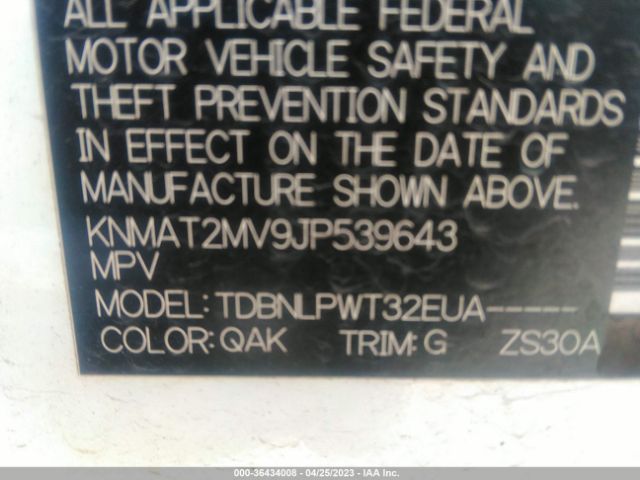 ALL APPLICABLE FEDERAL
MOTOR VEHICLE SAFETY AND
THEFT PREVENTION STANDARDS
IN EFFECT ON THE DATE OF
MANUFACTURE SHOWN ABOVE.
KNMAT2MV9JP539643
MPV
MODEL: TDBNLPWT32EUA-----
COLOR: QAK TRIM: G ZS30A
000-36434008 - 04/25/2023 - IAA Inc.